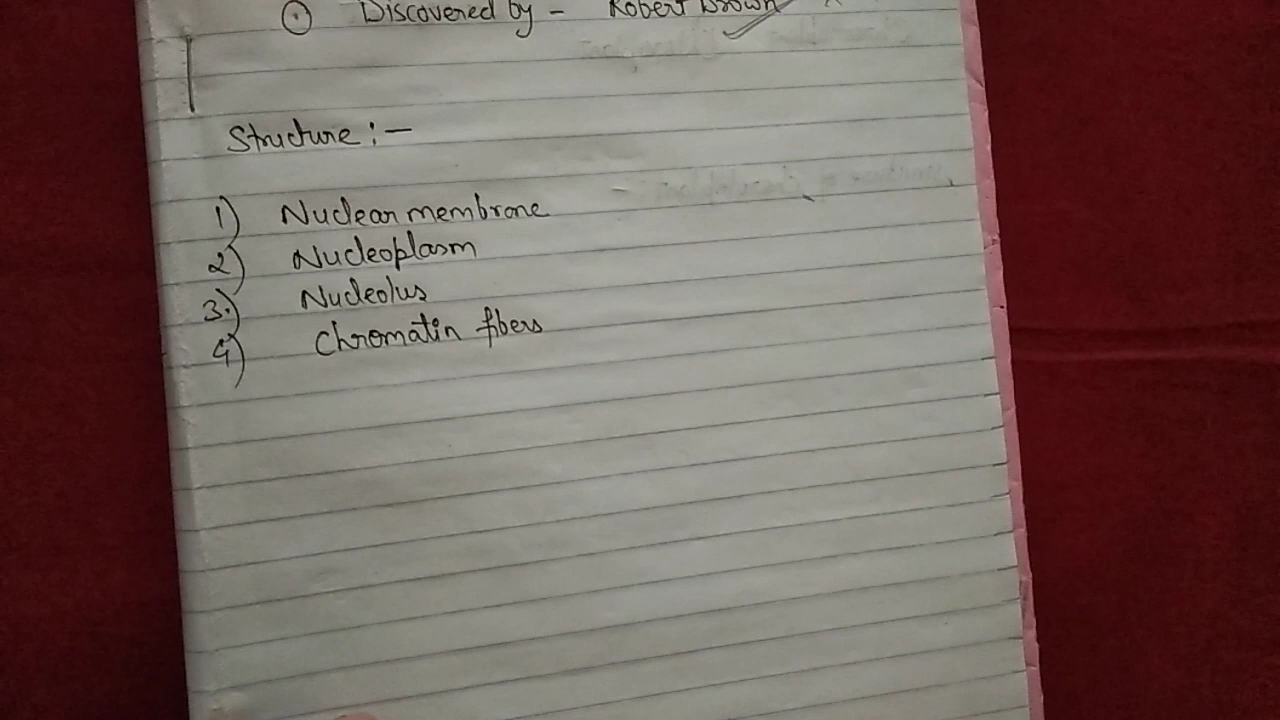 ⊙ Discovered by - Robert Brown
Structure :-
1) Nuclear membrane
2) Nucleoplasm
3.) Nucleolus
4) Chromatin fibers